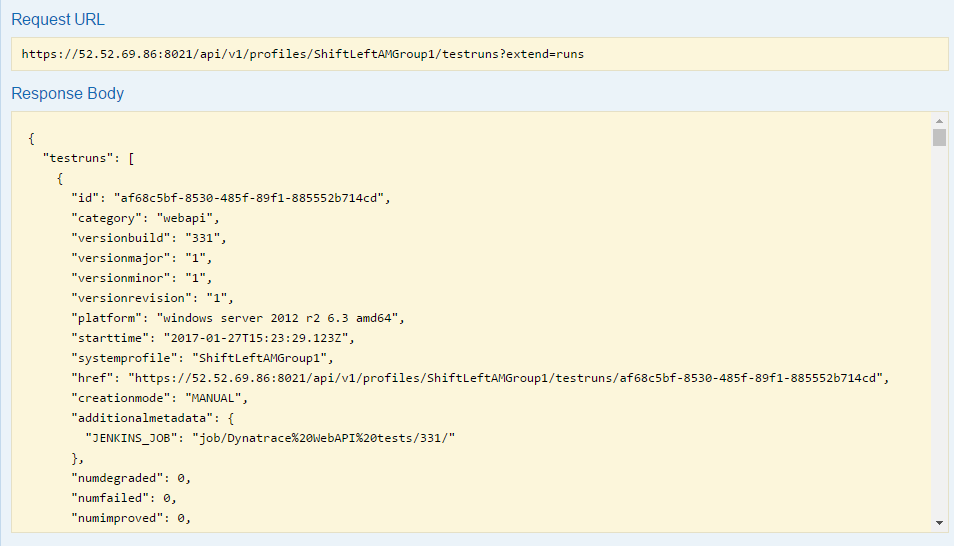 Request URL
https://52.52.69.86:8021/api/v1/profiles/ShiftLeftAMGroup1/testruns?extend=runs
Response Body
{
  "testruns": [
    {
      "id": "af68c5bf-8530-485f-89f1-885552b714cd",
      "category": "webapi",
      "versionbuild": "331",
      "versionmajor": "1",
      "versionminor": "1",
      "versionrevision": "1",
      "platform": "windows server 2012 r2 6.3 amd64",
      "starttime": "2017-01-27T15:23:29.123Z",
      "systemprofile": "ShiftLeftAMGroup1",
      "href": "https://52.52.69.86:8021/api/v1/profiles/ShiftLeftAMGroup1/testruns/af68c5bf-8530-485f-89f1-885552b714cd",
      "creationmode": "MANUAL",
      "additionalmetadata": {
        "JENKINS_JOB": "job/Dynatrace%20WebAPI%20tests/331/"
      },
      "numdegraded": 0,
      "numfailed": 0,
      "numimproved": 0,